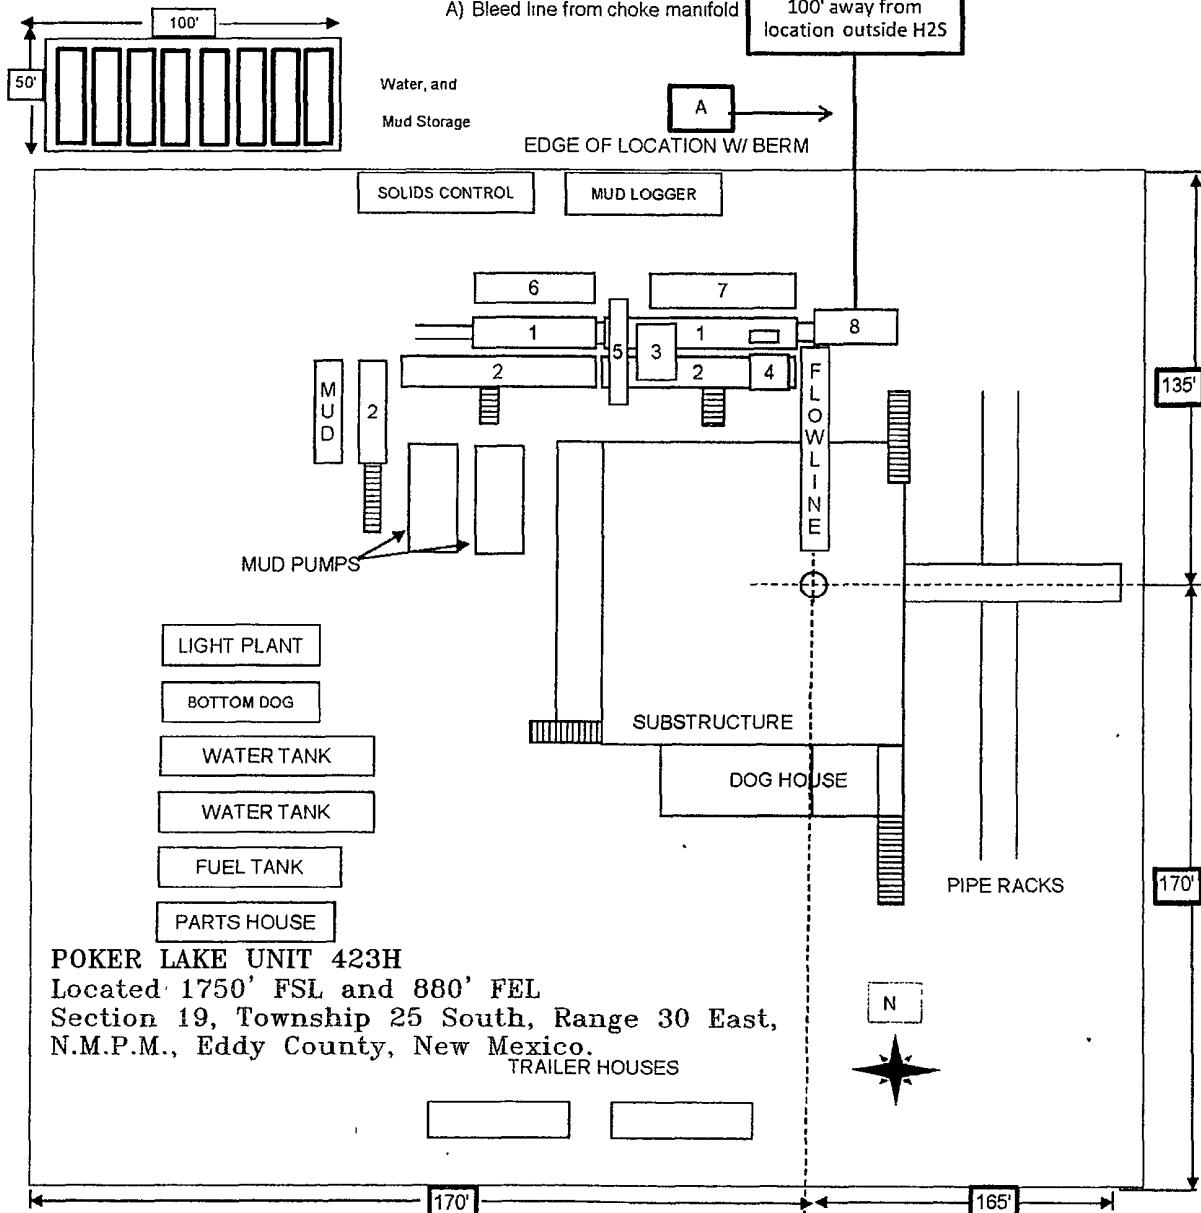 A) Bleed line from choke manifold
100' away from
location outside H2S
100'
50'
Water, and
Mud Storage
A
EDGE OF LOCATION W/ BERM
SOLIDS CONTROL
MUD LOGGER
6
7
1
1
8
5
3
2
2
4
MUD
2
FLOWLINE
135'
MUD PUMPS
LIGHT PLANT
BOTTOM DOG
SUBSTRUCTURE
WATER TANK
DOG HOUSE
WATER TANK
FUEL TANK
PIPE RACKS
170'
PARTS HOUSE
POKER LAKE UNIT 423H
Located 1750' FSL and 880' FEL
Section 19, Township 25 South, Range 30 East,
N.M.P.M., Eddy County, New Mexico.
N
TRAILER HOUSES
170'
165'